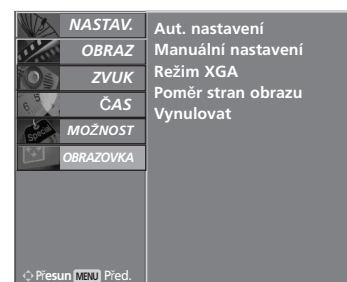 NASTAV.
OBRAZ
ZVUK
ČAS
MOŽNOST
OBRAZOVKA
Aut. nastavení
Manuální nastavení
Režim XGA
Poměr stran obrazu
Vynulovat
Přesun MENU Před.